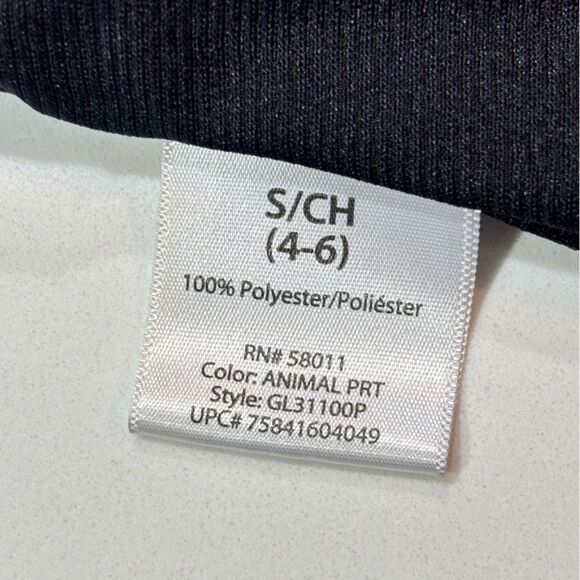 S/CH
(4-6)
100% Polyester/Poliéster
RN# 58011
Color: ANIMAL PRT
Style: GL31100P
UPC# 75841604049